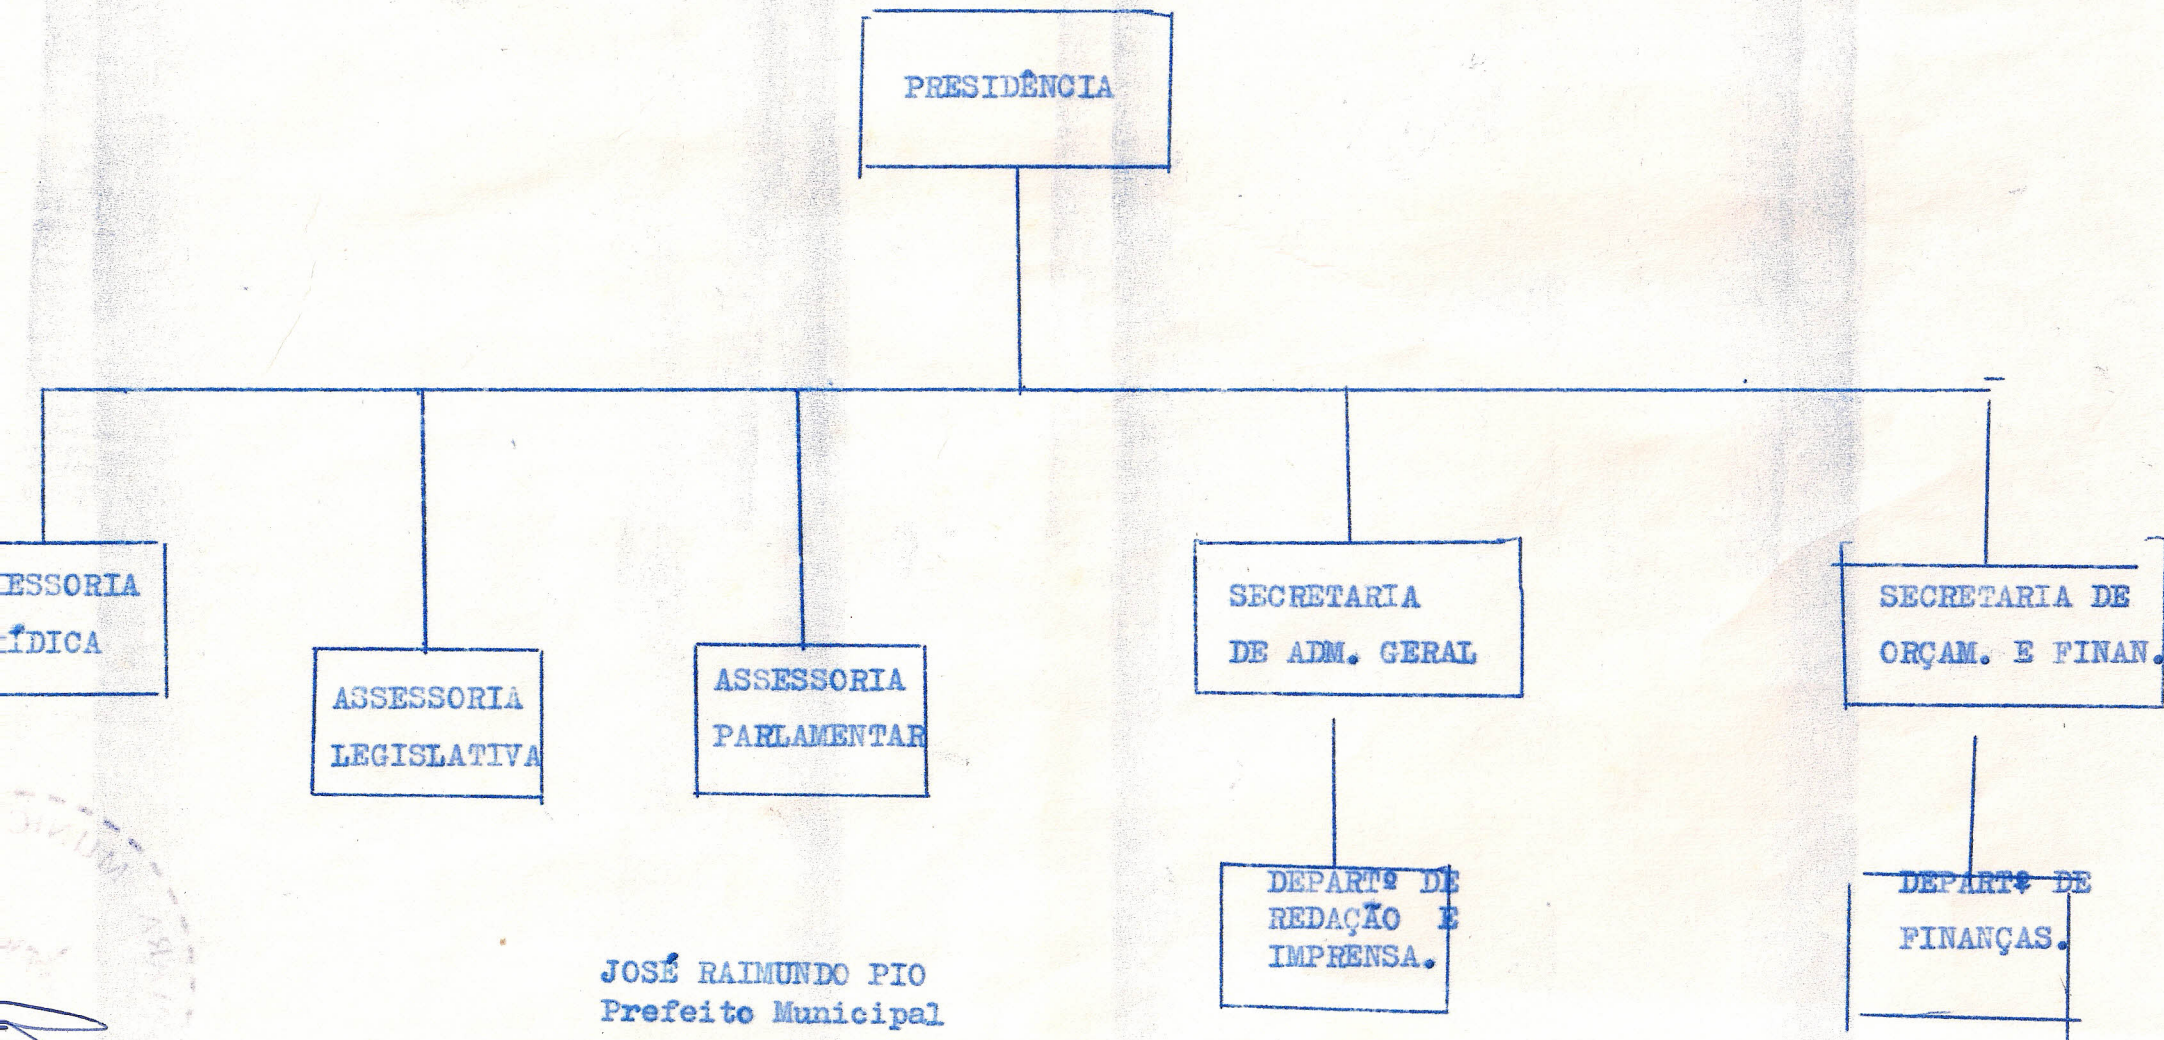 PRESIDÊNCIA
ESSORIA
ÍDICA
ASSESSORIA
LEGISLATIVA
ASSESSORIA
PARLAMENTAR
SECRETARIA
DE ADM. GERAL
SECRETARIA DE
ORÇAM. E FINAN.
DEPARTº DE
REDAÇÃO E
IMPRENSA.
DEPARTº DE
FINANÇAS.
JOSÉ RAIMUNDO PIO
Prefeito Municipal